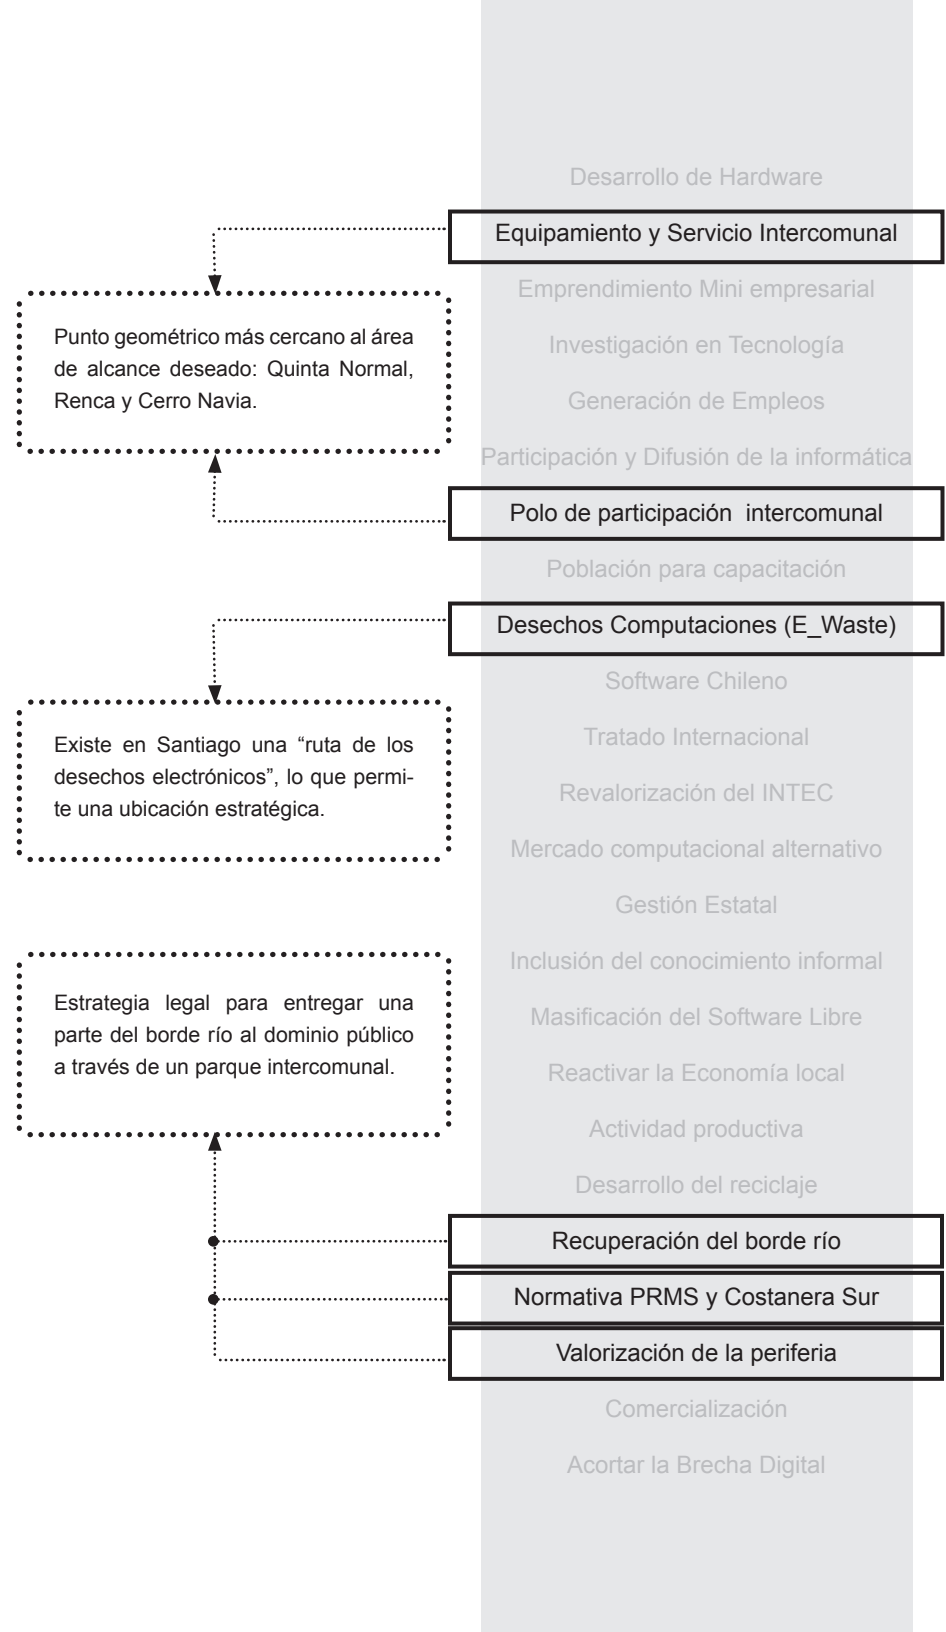 Desarrollo de Hardware
Equipamiento y Servicio Intercomunal
Emprendimiento Mini empresarial
Punto geométrico más cercano al área
de alcance deseado: Quinta Normal,
Renca y Cerro Navia.
Investigación en Tecnología
Generación de Empleos
Participación y Difusión de la informática
Polo de participación intercomunal
Población para capacitación
Desechos Computaciones (E_Waste)
Software Chileno
Existe en Santiago una “ruta de los
desechos electrónicos”, lo que permi-
te una ubicación estratégica.
Tratado Internacional
Revalorización del INTEC
Mercado computacional alternativo
Gestión Estatal
Inclusión del conocimiento informal
Estrategia legal para entregar una
parte del borde río al dominio público
a través de un parque intercomunal.
Masificación del Software Libre
Reactivar la Economía local
Actividad productiva
Desarrollo del reciclaje
Recuperación del borde río
Normativa PRMS y Costanera Sur
Valorización de la periferia
Comercialización
Acortar la Brecha Digital